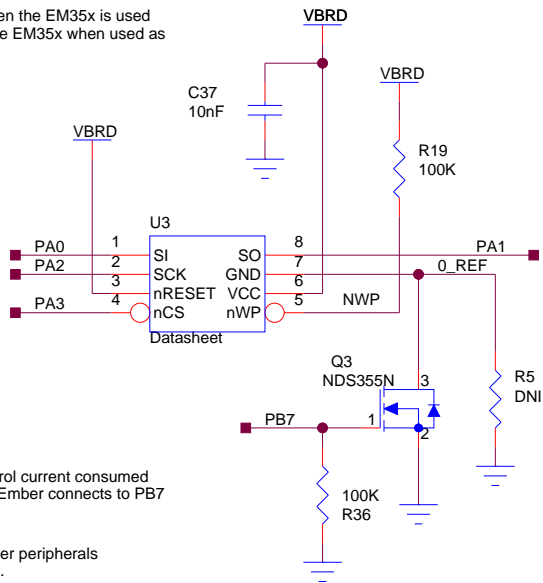 en the EM35x is used
e EM35x when used as
VBRD
C37
10nF
VBRD
R19
100K
VBRD
U3
PA0 1 SI SO 8 PA1
PA2 2 SCK GND 7 0_REF
3 nRESET VCC 6
PA3 4 nCS nWP 5 NWP
Datasheet
Q3
NDS355N
3
R5
DNI
PB7 1
2
100K
R36
rol current consumed
Ember connects to PB7
er peripherals
.